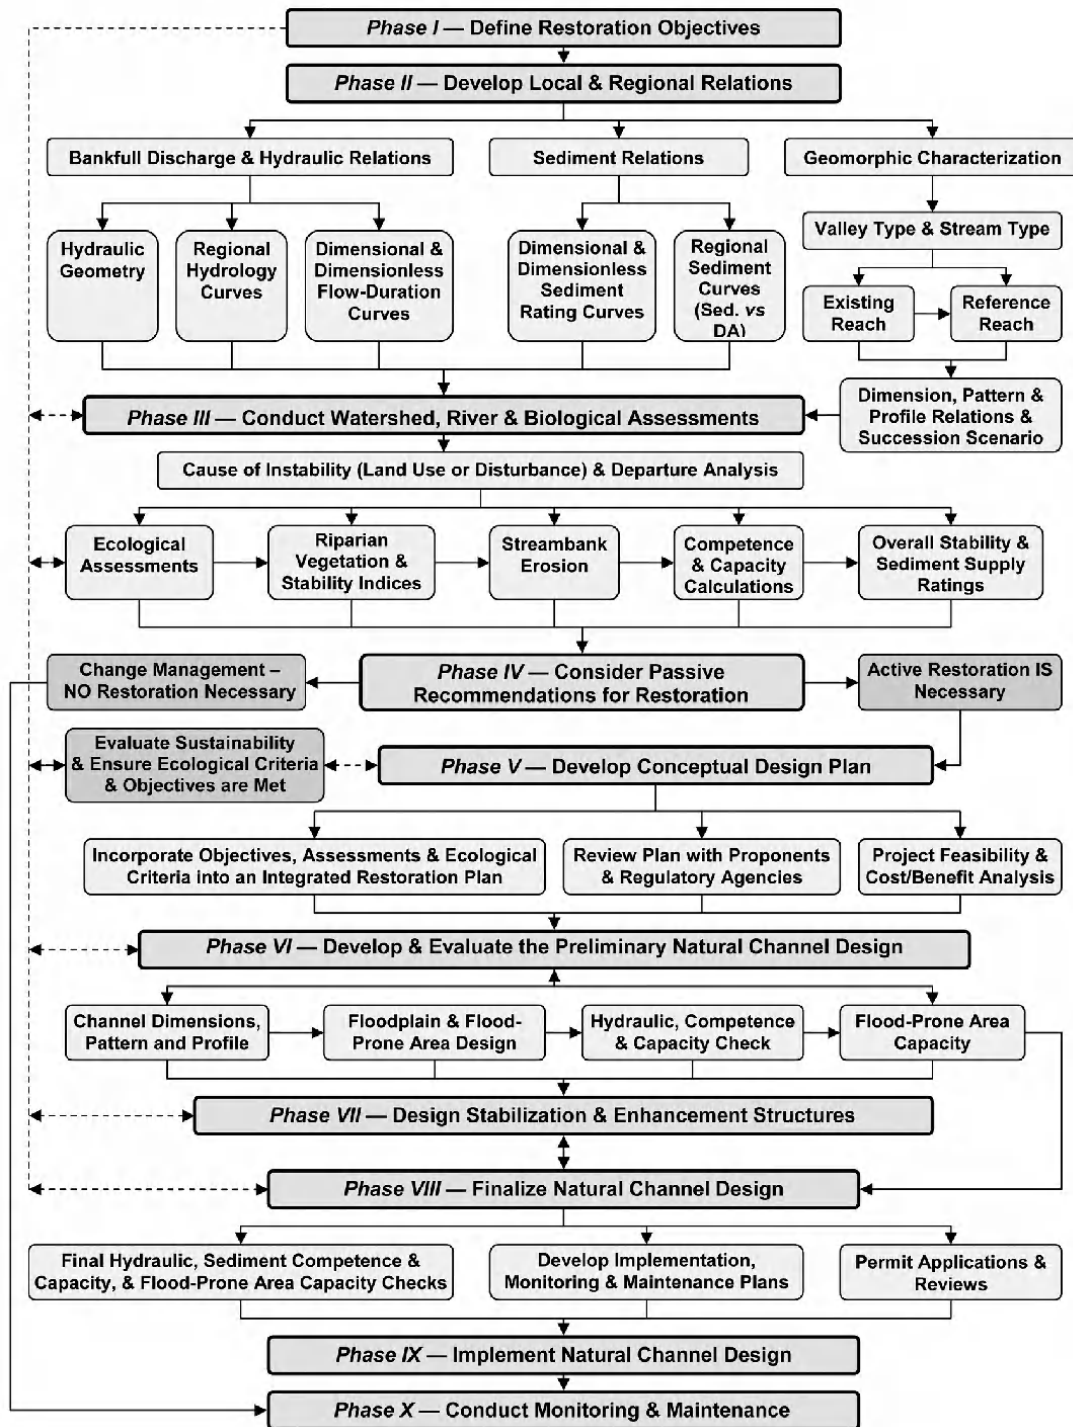 Phase I — Define Restoration Objectives
Phase II — Develop Local & Regional Relations
Bankfull Discharge & Hydraulic Relations
Sediment Relations
Geomorphic Characterization
Valley Type & Stream Type
Hydraulic
Geometry
Regional
Hydrology
Curves
Dimensional &
Dimensionless
Flow-Duration
Curves
Dimensional &
Dimensionless
Sediment
Rating Curves
Regional
Sediment
Curves
(Sed. vs
DA)
Existing
Reach
Reference
Reach
Dimension, Pattern &
Profile Relations &
Succession Scenario
Phase III — Conduct Watershed, River & Biological Assessments
Cause of Instability (Land Use or Disturbance) & Departure Analysis
Ecological
Assessments
Riparian
Vegetation &
Stability Indices
Streambank
Erosion
Competence
& Capacity
Calculations
Overall Stability &
Sediment Supply
Ratings
Change Management –
NO Restoration Necessary
Phase IV — Consider Passive
Recommendations for Restoration
Active Restoration IS
Necessary
Evaluate Sustainability
& Ensure Ecological Criteria
& Objectives are Met
Phase V — Develop Conceptual Design Plan
Incorporate Objectives, Assessments & Ecological
Criteria into an Integrated Restoration Plan
Review Plan with Proponents
& Regulatory Agencies
Project Feasibility &
Cost/Benefit Analysis
Phase VI — Develop & Evaluate the Preliminary Natural Channel Design
Channel Dimensions,
Pattern and Profile
Floodplain & Flood-
Prone Area Design
Hydraulic, Competence
& Capacity Check
Flood-Prone Area
Capacity
Phase VII — Design Stabilization & Enhancement Structures
Phase VIII — Finalize Natural Channel Design
Final Hydraulic, Sediment Competence &
Capacity, & Flood-Prone Area Capacity Checks
Develop Implementation,
Monitoring & Maintenance Plans
Permit Applications &
Reviews
Phase IX — Implement Natural Channel Design
Phase X — Conduct Monitoring & Maintenance